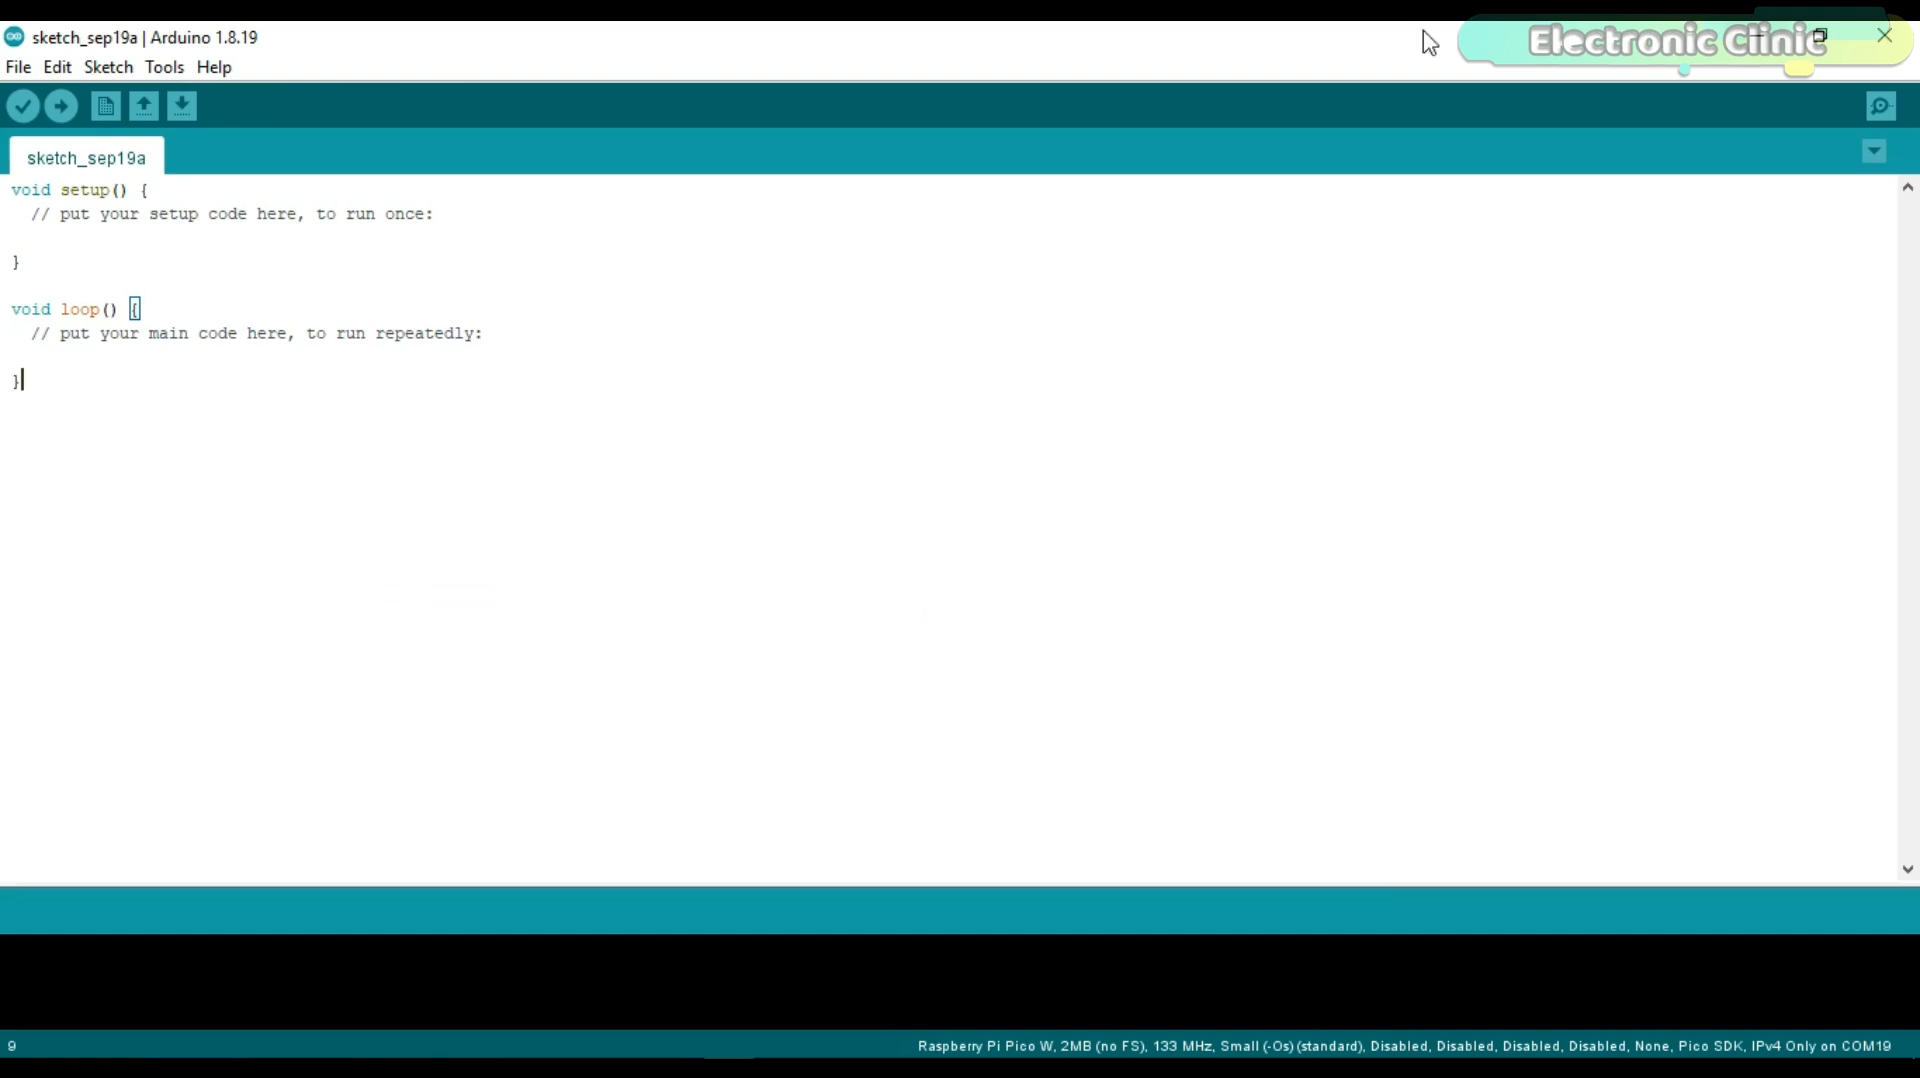 sketch_sep19a | Arduino 1.8.19
Electronic Clinic
File Edit Sketch Tools Help
sketch_sep19a
void setup() {
// put your setup code here, to run once:
}
void loop() {
// put your main code here, to run repeatedly:
}
9
Raspberry Pi Pico W, 2MB (no FS), 133 MHz, Small (-Os) (standard), Disabled, Disabled, Disabled, Disabled, None, Pico SDK, IPv4 Only on COM19